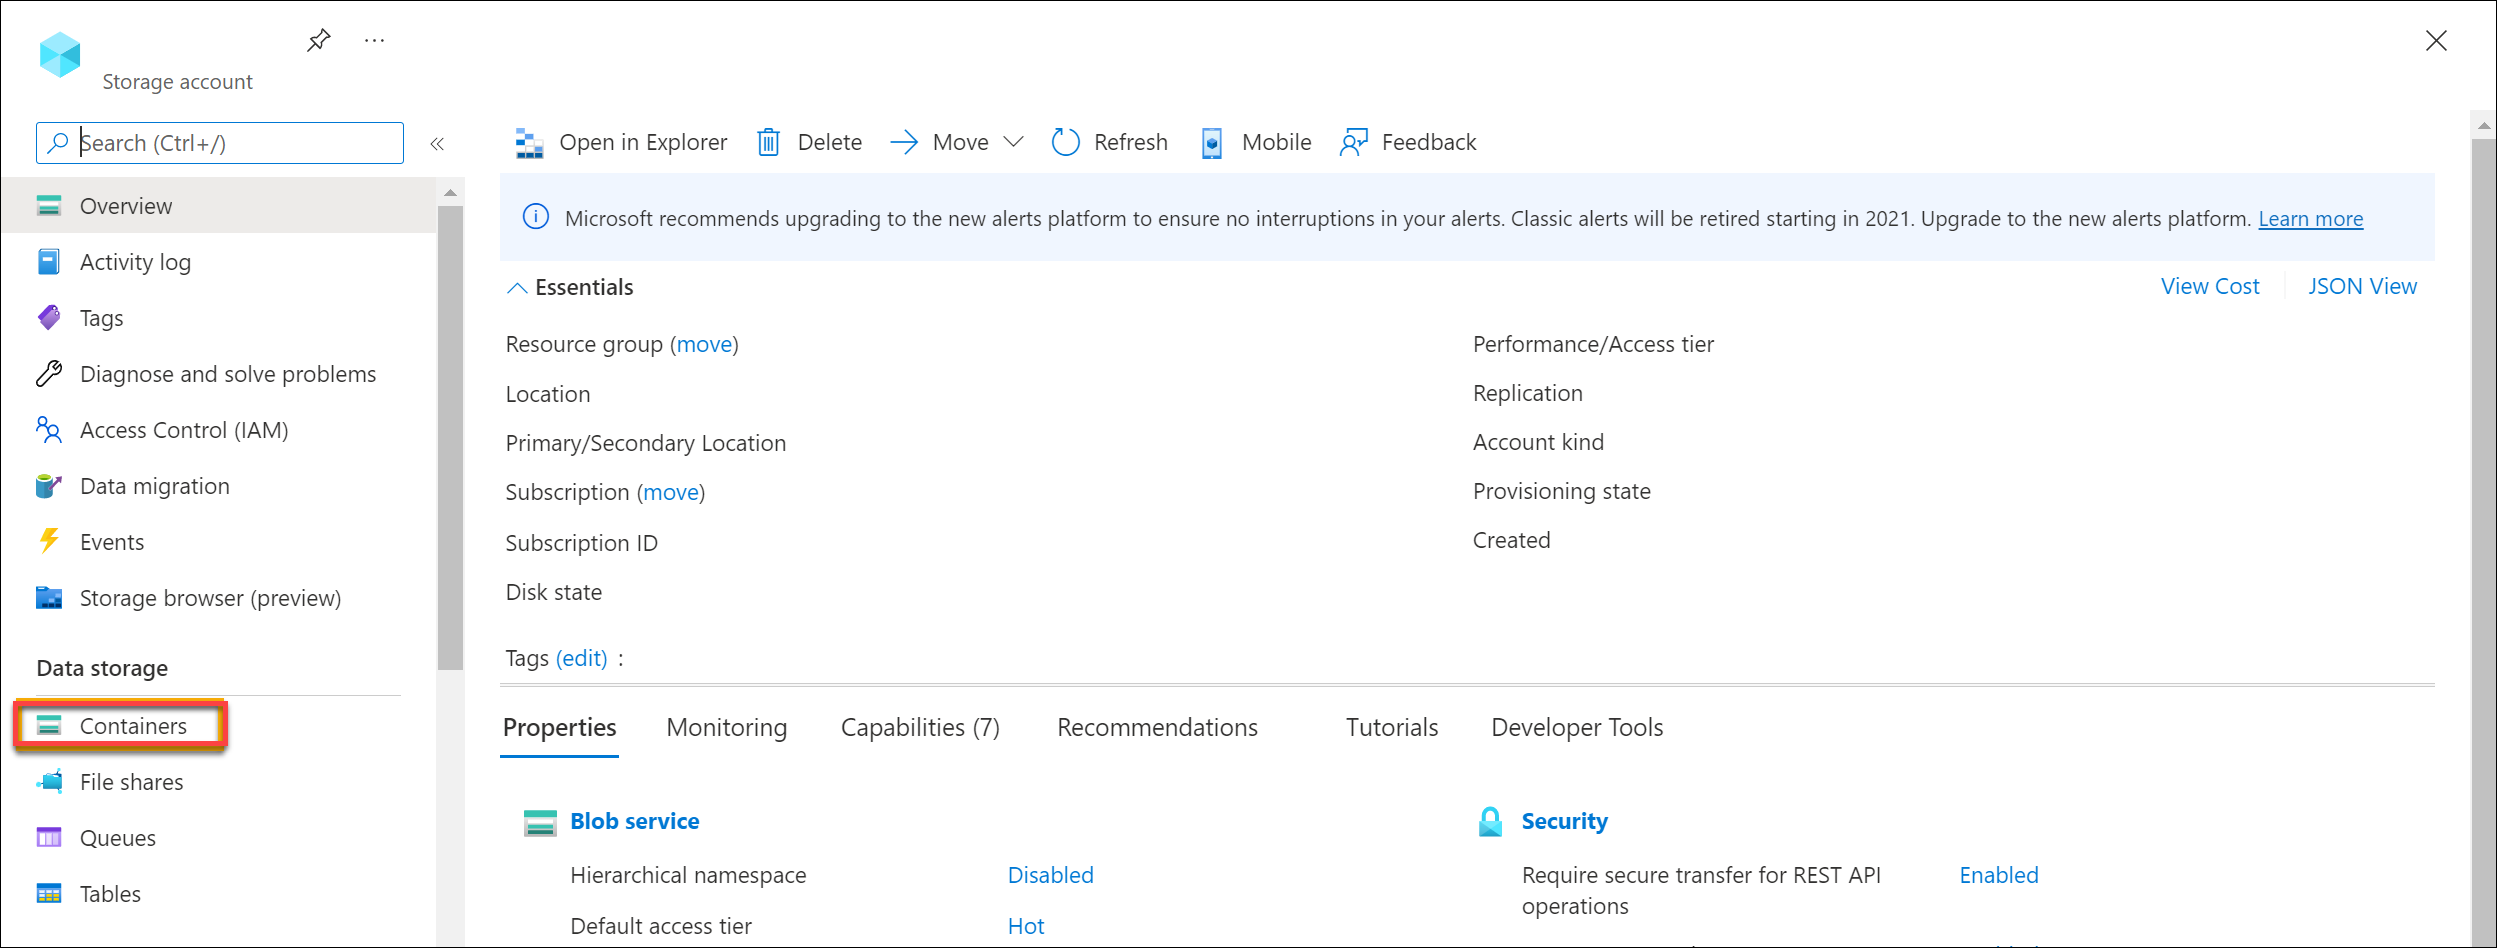 Storage account
Search (Ctrl+/)
Overview
Activity log
Tags
Diagnose and solve problems
Access Control (IAM)
Data migration
Events
Storage browser (preview)
Data storage
Containers
File shares
Queues
Tables
Open in Explorer Delete Move Refresh Mobile Feedback
Microsoft recommends upgrading to the new alerts platform to ensure no interruptions in your alerts. Classic alerts will be retired starting in 2021. Upgrade to the new alerts platform. Learn more
Essentials View Cost JSON View
Resource group (move)
Location
Primary/Secondary Location
Subscription (move)
Subscription ID
Disk state
Performance/Access tier
Replication
Account kind
Provisioning state
Created
Tags (edit) :
Properties Monitoring Capabilities (7) Recommendations Tutorials Developer Tools
Blob service
Hierarchical namespace Disabled
Default access tier Hot
Security
Require secure transfer for REST API Enabled
operations